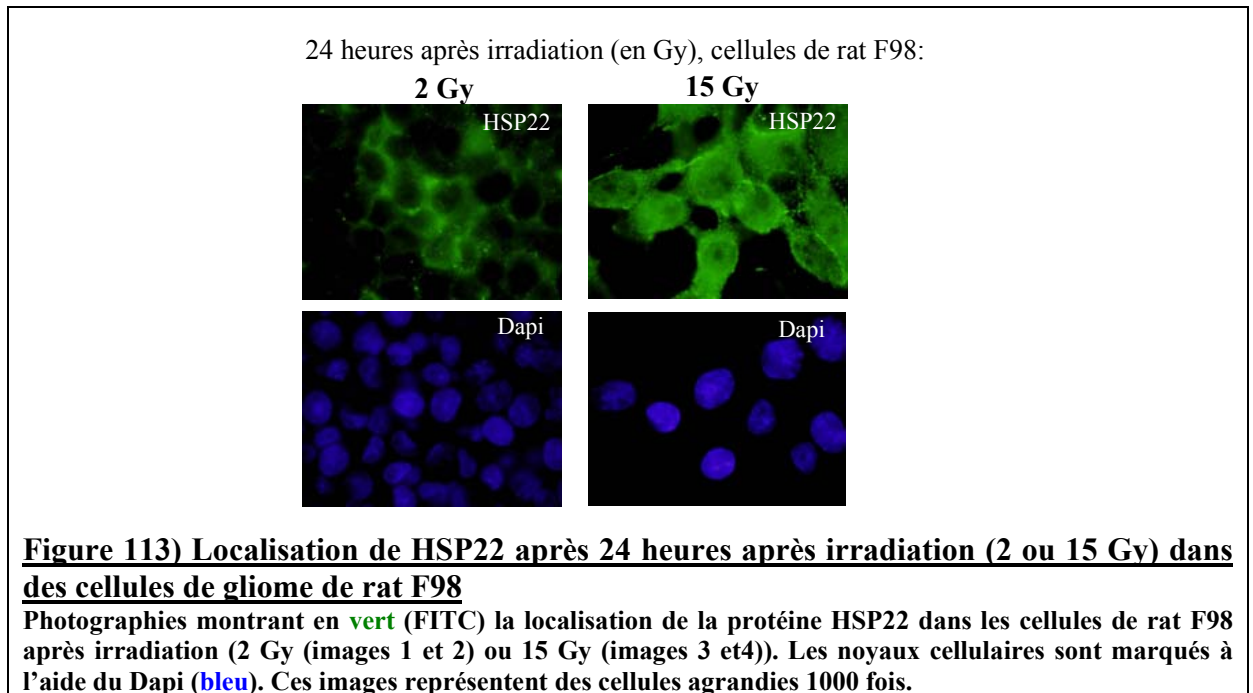 24 heures après irradiation (en Gy), cellules de rat F98:
2 Gy
15 Gy
HSP22
HSP22
Dapi
Dapi
Figure 113) Localisation de HSP22 après 24 heures après irradiation (2 ou 15 Gy) dans
des cellules de gliome de rat F98
Photographies montrant en vert (FITC) la localisation de la protéine HSP22 dans les cellules de rat F98
après irradiation (2 Gy (images 1 et 2) ou 15 Gy (images 3 et4)). Les noyaux cellulaires sont marqués à
l'aide du Dapi (bleu). Ces images représentent des cellules agrandies 1000 fois.